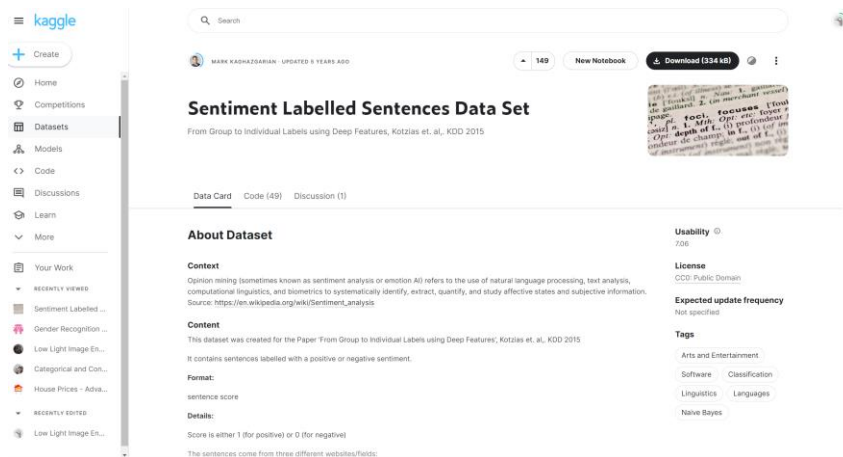 kaggle
Search
Create
MARK KADHAZGARIAN · UPDATED 5 YEARS AGO
149
New Notebook
Download (334 kB)
Home
Competitions
Datasets
Models
Code
Discussions
Learn
More
Your Work
RECENTLY VIEWED
Sentiment Labelled ...
Gender Recognition ...
Low Light Image En...
Categorical and Con...
House Prices - Adva...
RECENTLY EDITED
Low Light Image En...
Sentiment Labelled Sentences Data Set
From Group to Individual Labels using Deep Features, Kotzias et. al,. KDD 2015
foci, focuses
depth of f.,
Data Card
Code (49)
Discussion (1)
About Dataset
Context
Opinion mining (sometimes known as sentiment analysis or emotion AI) refers to the use of natural language processing, text analysis,
computational linguistics, and biometrics to systematically identify, extract, quantify, and study affective states and subjective information.
Source: https://en.wikipedia.org/wiki/Sentiment_analysis
Content
This dataset was created for the Paper 'From Group to Individual Labels using Deep Features', Kotzias et. al,. KDD 2015
It contains sentences labelled with a positive or negative sentiment.
Format:
sentence score
Details:
Score is either 1 (for positive) or 0 (for negative)
The sentences come from three different websites/fields:
Usability
7.06
License
CC0: Public Domain
Expected update frequency
Not specified
Tags
Arts and Entertainment
Software
Classification
Linguistics
Languages
Naive Bayes